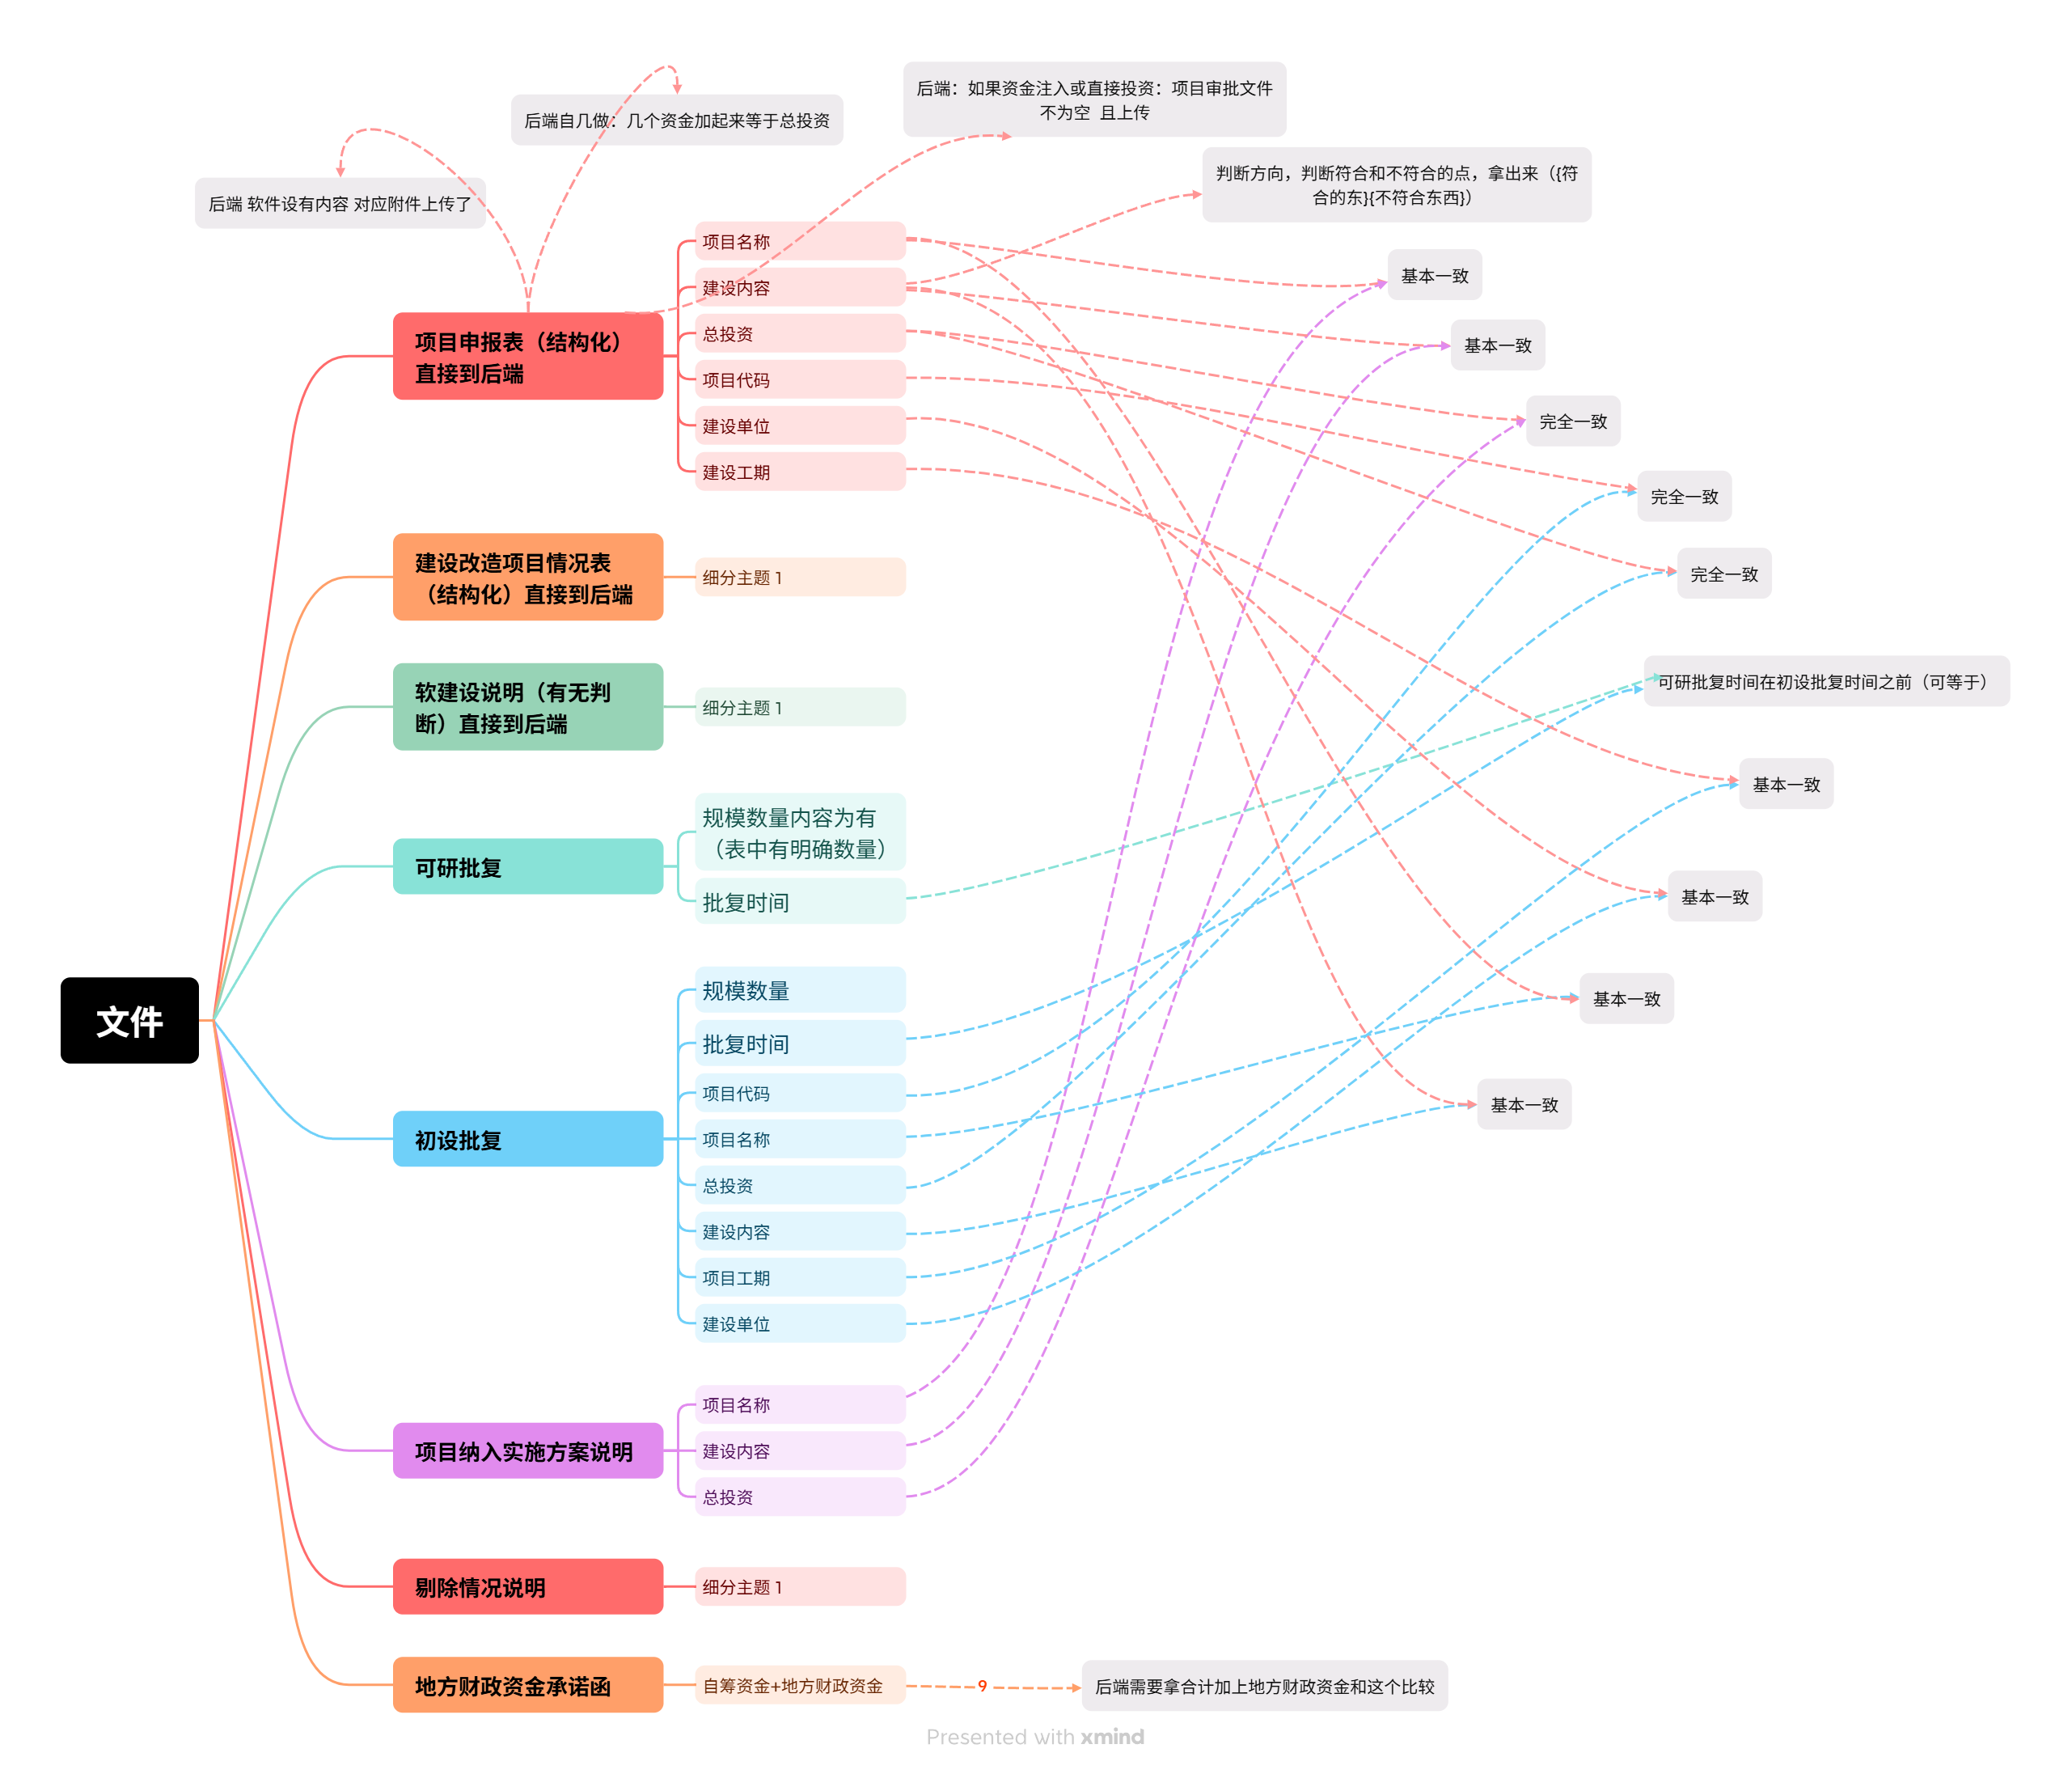 后端：如果资金注入或直接投资：项目审批文件
不为空 且上传
后端自几做：几个资金加起来等于总投资
判断方向，判断符合和不符合的点，拿出来（{符
合的东}{不符合东西}）
后端 软件设有内容 对应附件上传了
项目申报表（结构化）
直接到后端
项目名称
建设内容
总投资
项目代码
建设单位
建设工期
基本一致
基本一致
完全一致
完全一致
完全一致
建设改造项目情况表
（结构化）直接到后端
细分主题 1
软建设说明（有无判
断）直接到后端
细分主题 1
可研批复时间在初设批复时间之前（可等于）
基本一致
基本一致
基本一致
基本一致
可研批复
规模数量内容为有
（表中有明确数量）
批复时间
文件
初设批复
规模数量
批复时间
项目代码
项目名称
总投资
建设内容
项目工期
建设单位
项目纳入实施方案说明
项目名称
建设内容
总投资
剔除情况说明
细分主题 1
地方财政资金承诺函
自筹资金+地方财政资金
9
后端需要拿合计加上地方财政资金和这个比较
Presented with xmind